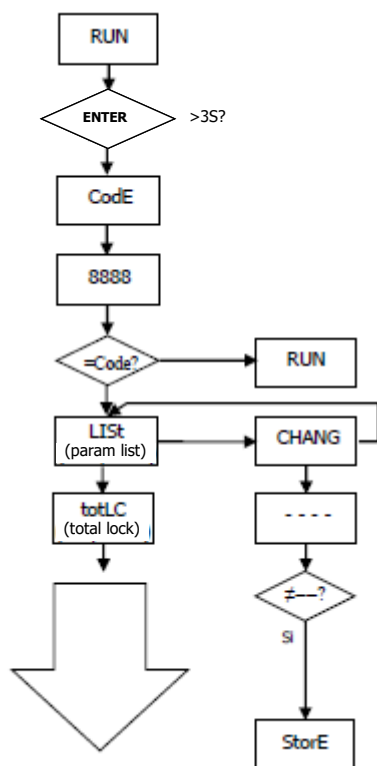 RUN
ENTER >3S?
CodE
8888
=Code?
RUN
LISt
(param list)
CHANG
totLC
(total lock)
- - - -
≠—?
Si
StorE